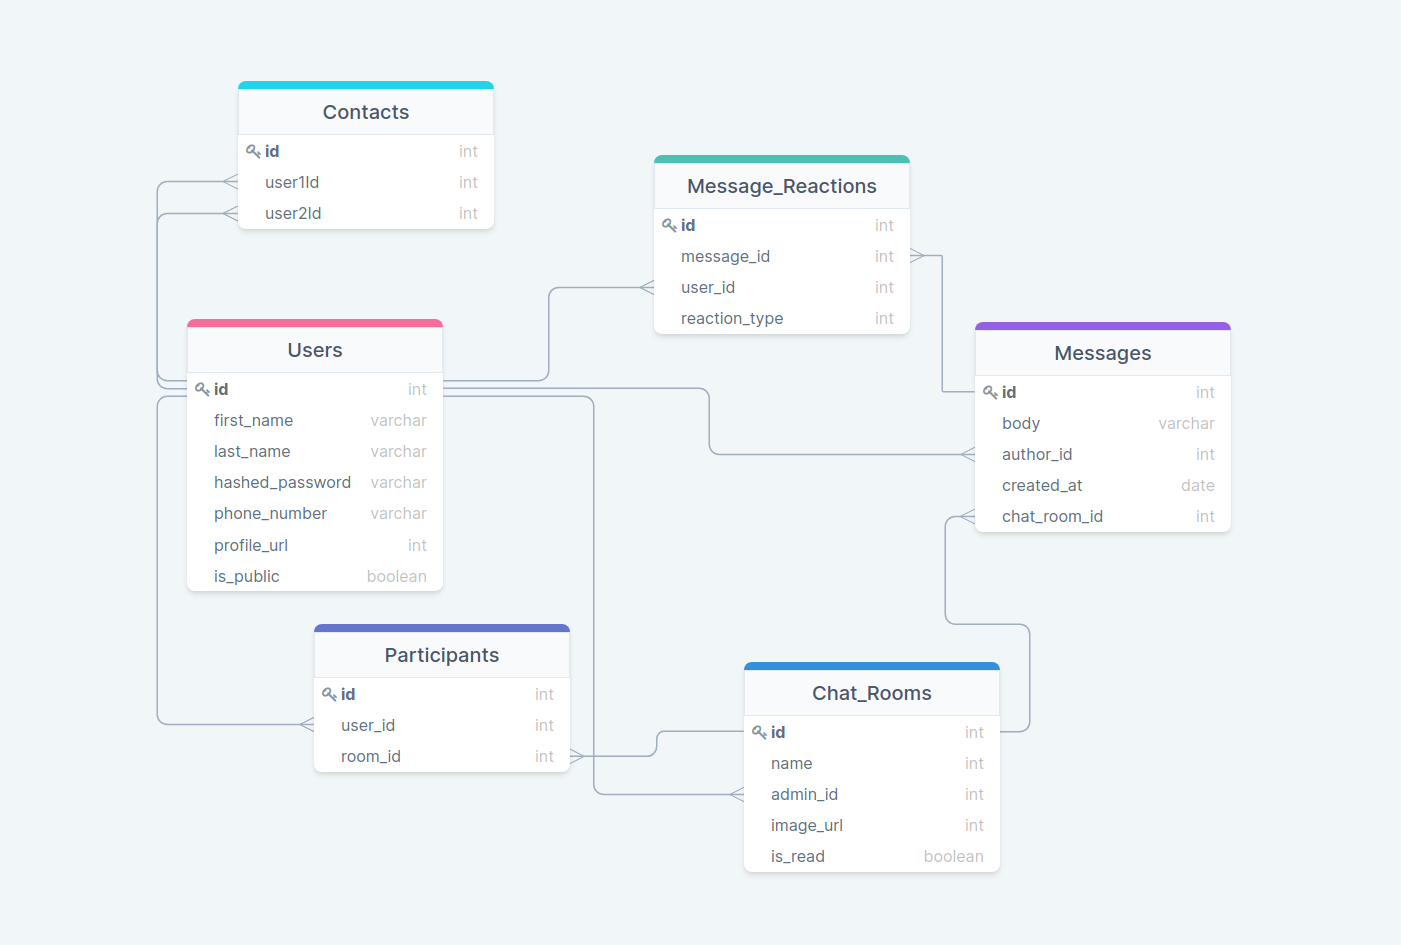 Contacts
id int
user1Id int
user2Id int
Message_Reactions
id int
message_id int
user_id int
reaction_type int
Users
id int
first_name varchar
last_name varchar
hashed_password varchar
phone_number varchar
profile_url int
is_public boolean
Messages
id int
body varchar
author_id int
created_at date
chat_room_id int
Participants
id int
user_id int
room_id int
Chat_Rooms
id int
name int
admin_id int
image_url int
is_read boolean